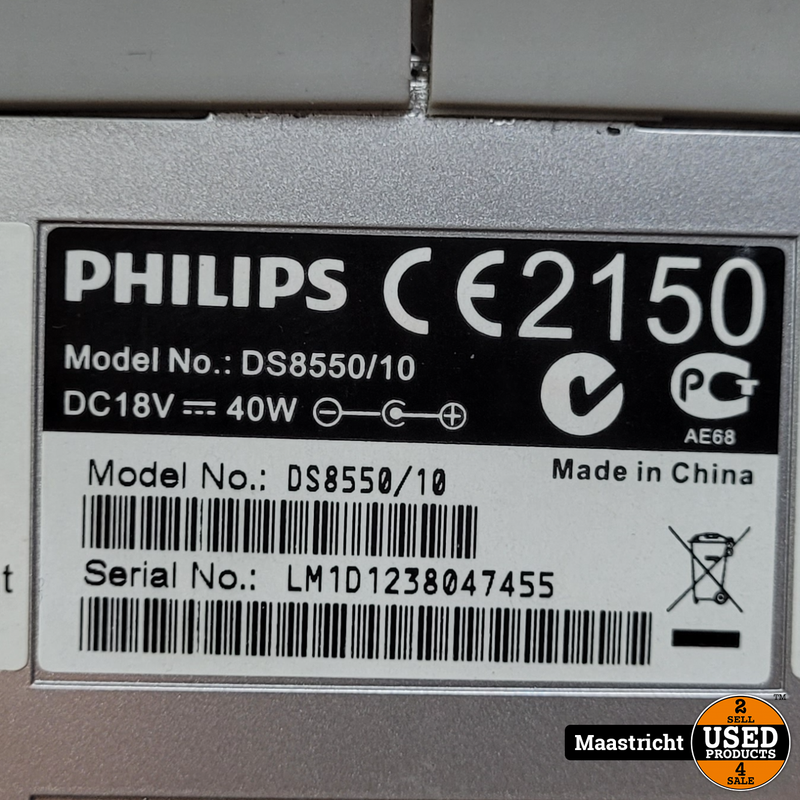 PHILIPS CE2150
Model No.: DS8550/10
DC18V ⎓ 40W
PCT
AE68
Made in China
Model No.: DS8550/10
Serial No.: LM1D1238047455
t
Maastricht
2
SELL
USED
PRODUCTS
4
SALE
TM